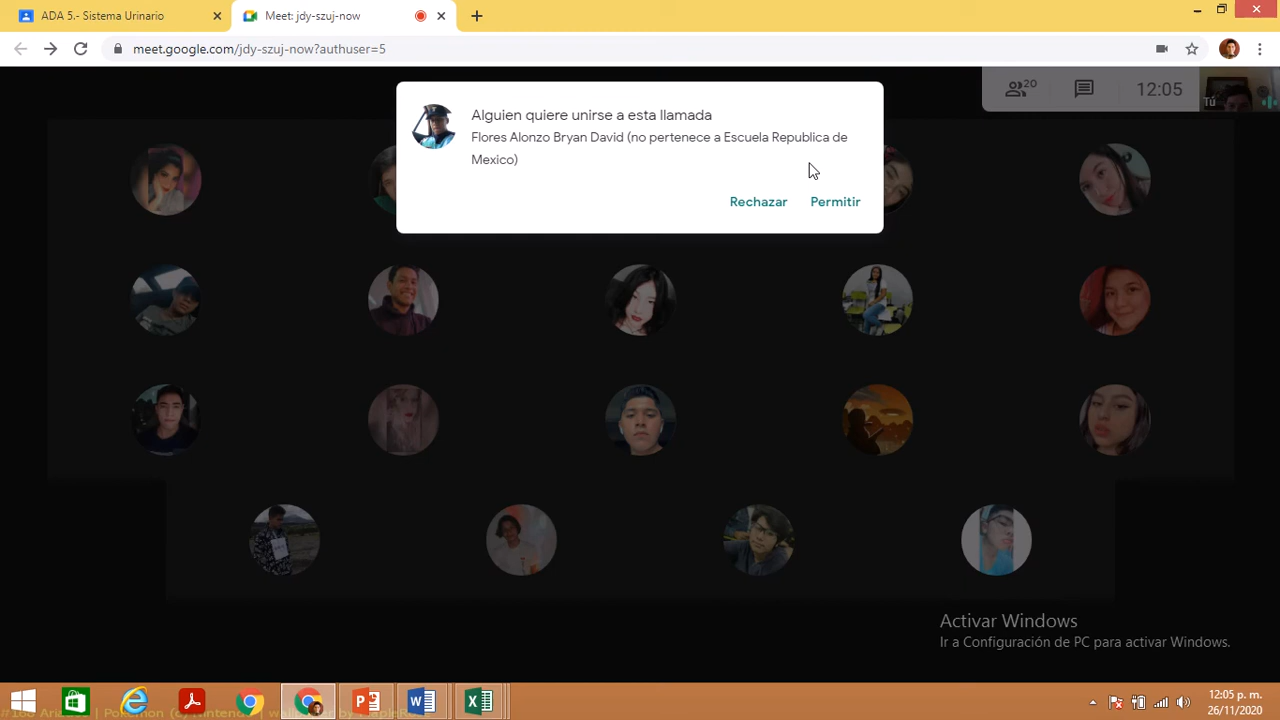 ADA 5.- Sistema Urinario
Meet: jdy-szuj-now
meet.google.com/jdy-szuj-now?authuser=5
20
12:05
Tú
Alguien quiere unirse a esta llamada
Flores Alonzo Bryan David (no pertenece a Escuela Republica de
Mexico)
Rechazar Permitir
Activar Windows
Ir a Configuración de PC para activar Windows.
12:05 p. m.
26/11/2020